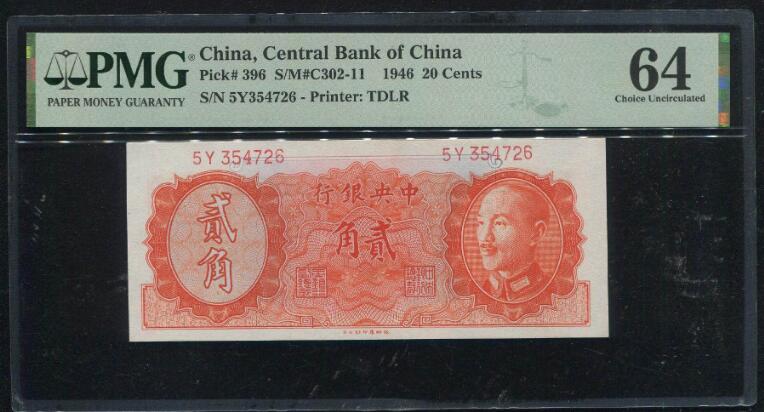 PMG®
PAPER MONEY GUARANTY
China, Central Bank of China
Pick# 396 S/M#C302-11 1946 20 Cents
S/N 5Y354726 - Printer: TDLR
64
Choice Uncirculated
5Y 354726
5Y 354726
行銀央中
角貳
貳角